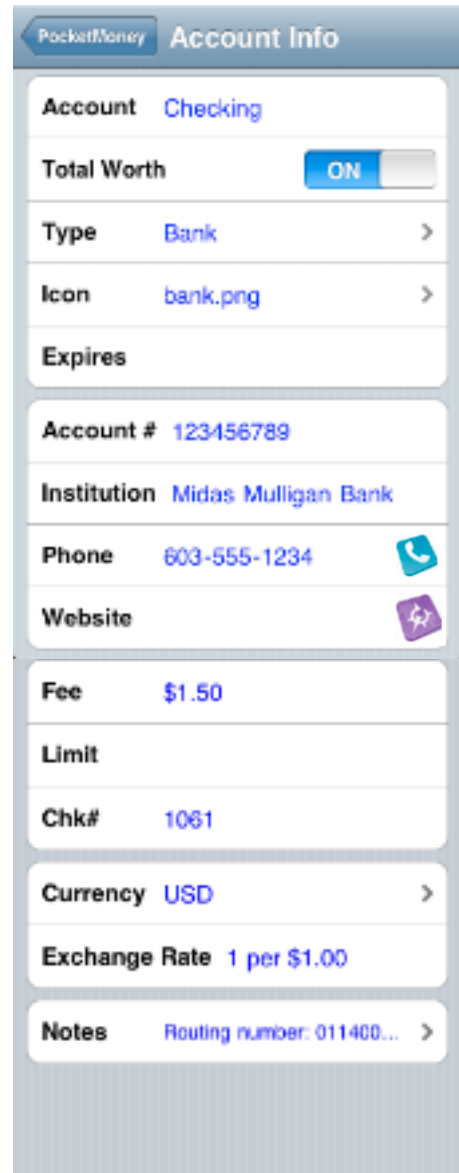 PocketMoney Account Info
Account Checking
Total Worth ON
Type Bank
Icon bank.png
Expires
Account # 123456789
Institution Midas Mulligan Bank
Phone 603-555-1234
Website
Fee $1.50
Limit
Chk# 1061
Currency USD
Exchange Rate 1 per $1.00
Notes Routing number: 011400...